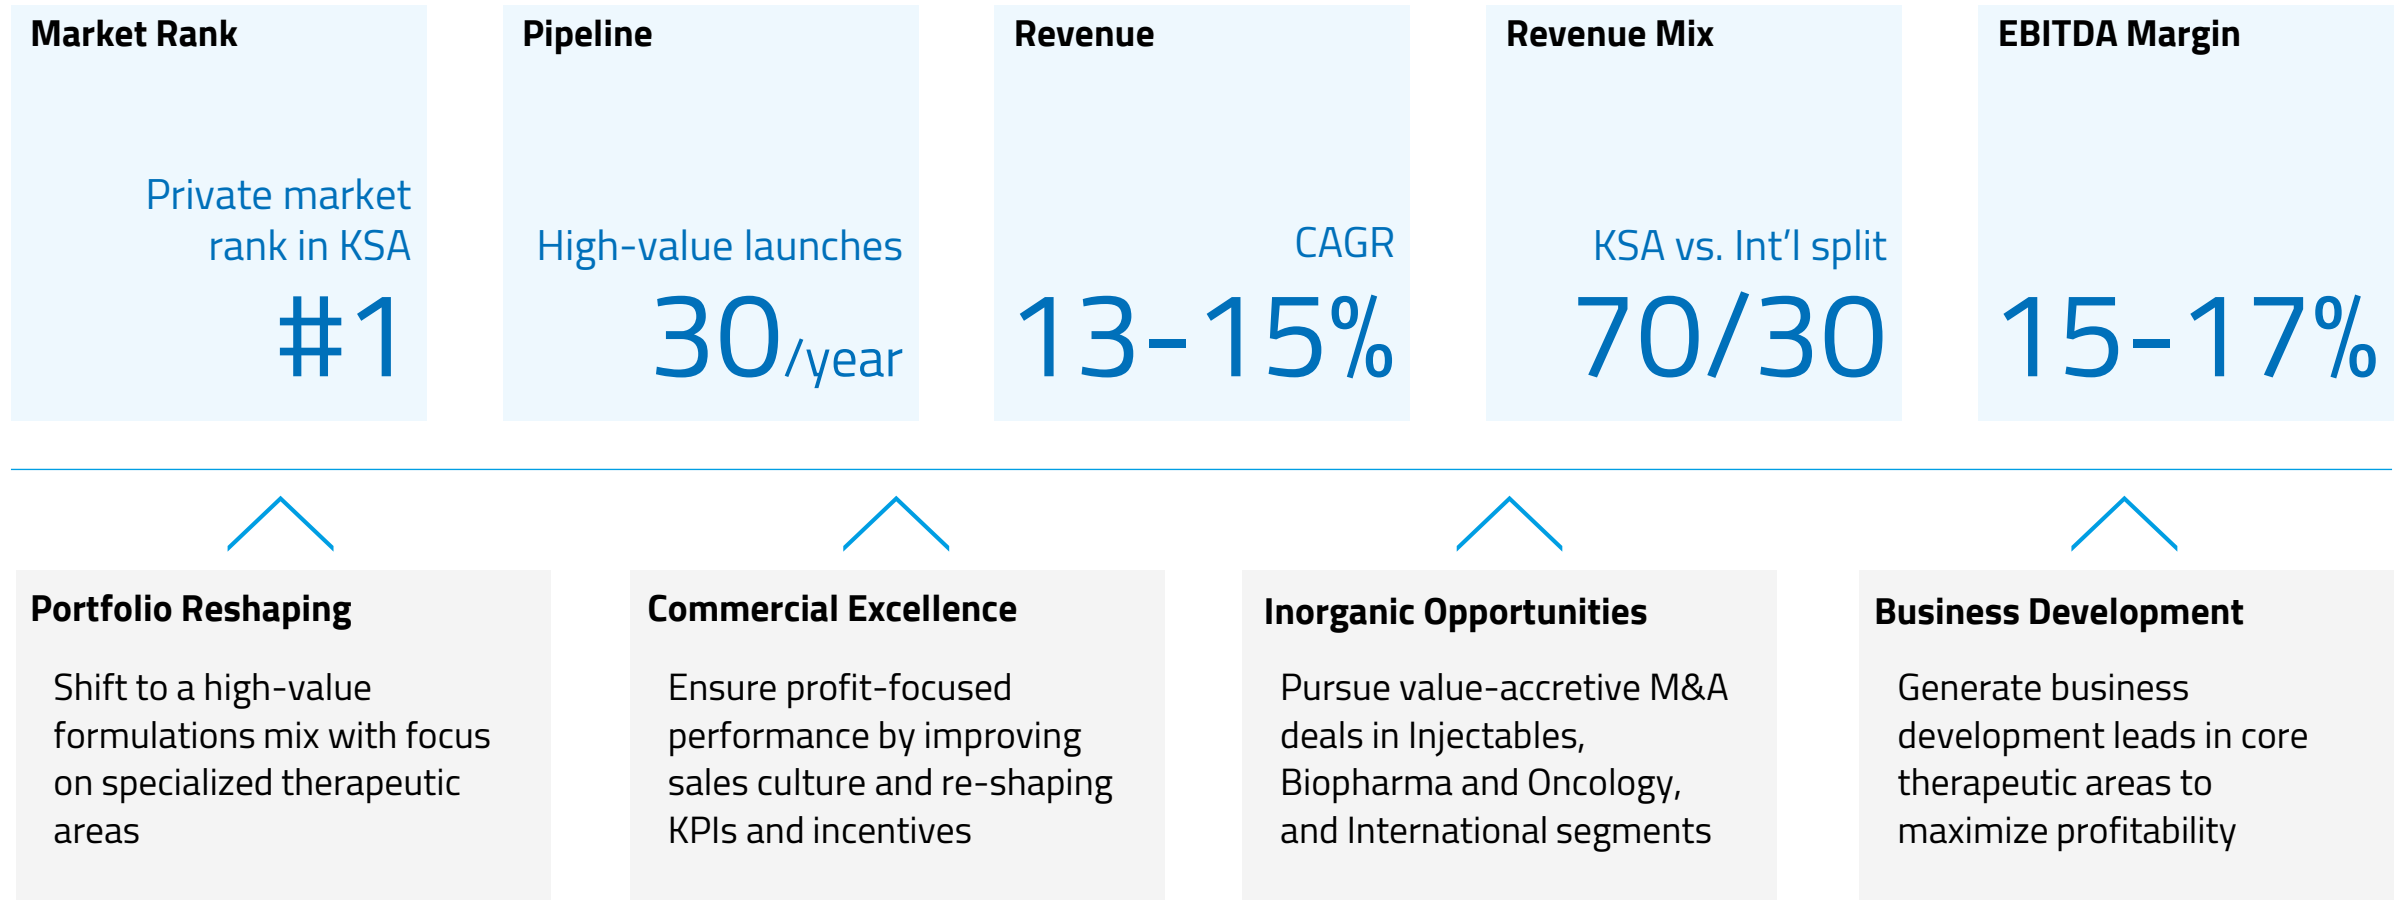 Market Rank
Private market
rank in KSA
#1
Pipeline
High-value launches
30/year
Revenue
CAGR
13-15%
Revenue Mix
KSA vs. Int’l split
70/30
EBITDA Margin
15-17%
Portfolio Reshaping
Shift to a high-value
formulations mix with focus
on specialized therapeutic
areas
Commercial Excellence
Ensure profit-focused
performance by improving
sales culture and re-shaping
KPIs and incentives
Inorganic Opportunities
Pursue value-accretive M&A
deals in Injectables,
Biopharma and Oncology,
and International segments
Business Development
Generate business
development leads in core
therapeutic areas to
maximize profitability